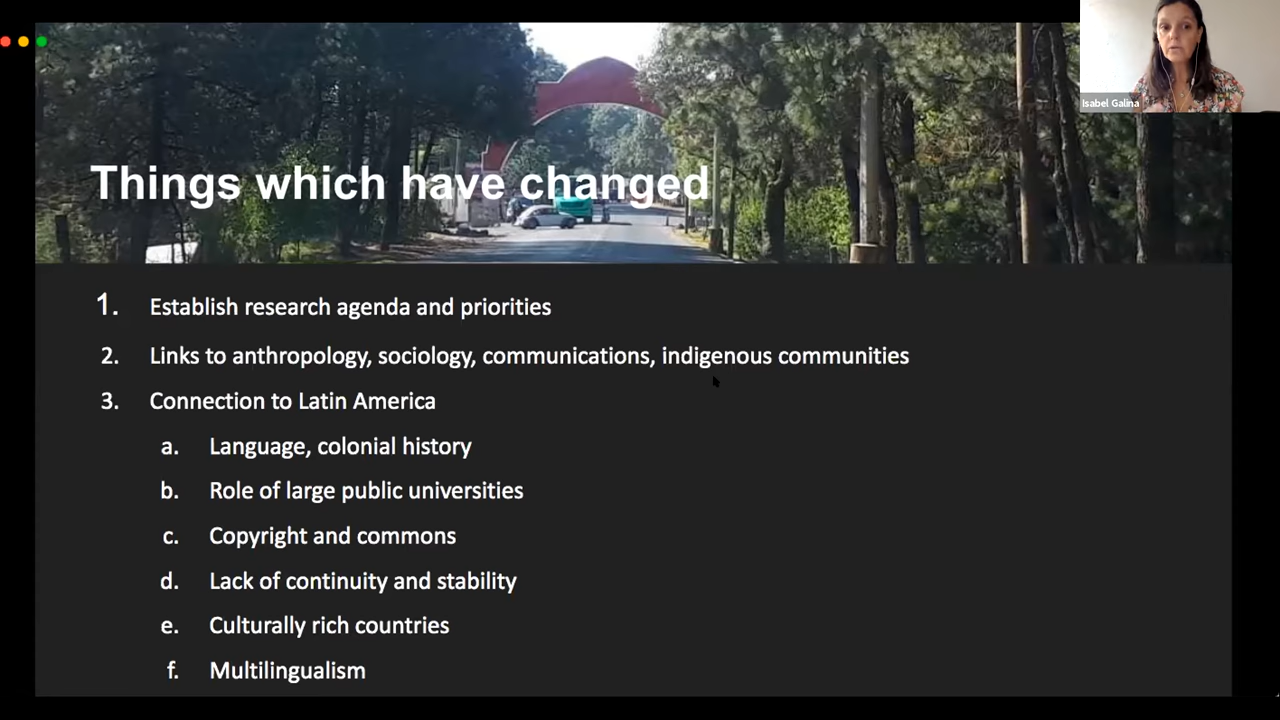 Isabel Galina
Things which have changed
1. Establish research agenda and priorities
2. Links to anthropology, sociology, communications, indigenous communities
3. Connection to Latin America
a. Language, colonial history
b. Role of large public universities
c. Copyright and commons
d. Lack of continuity and stability
e. Culturally rich countries
f. Multilingualism